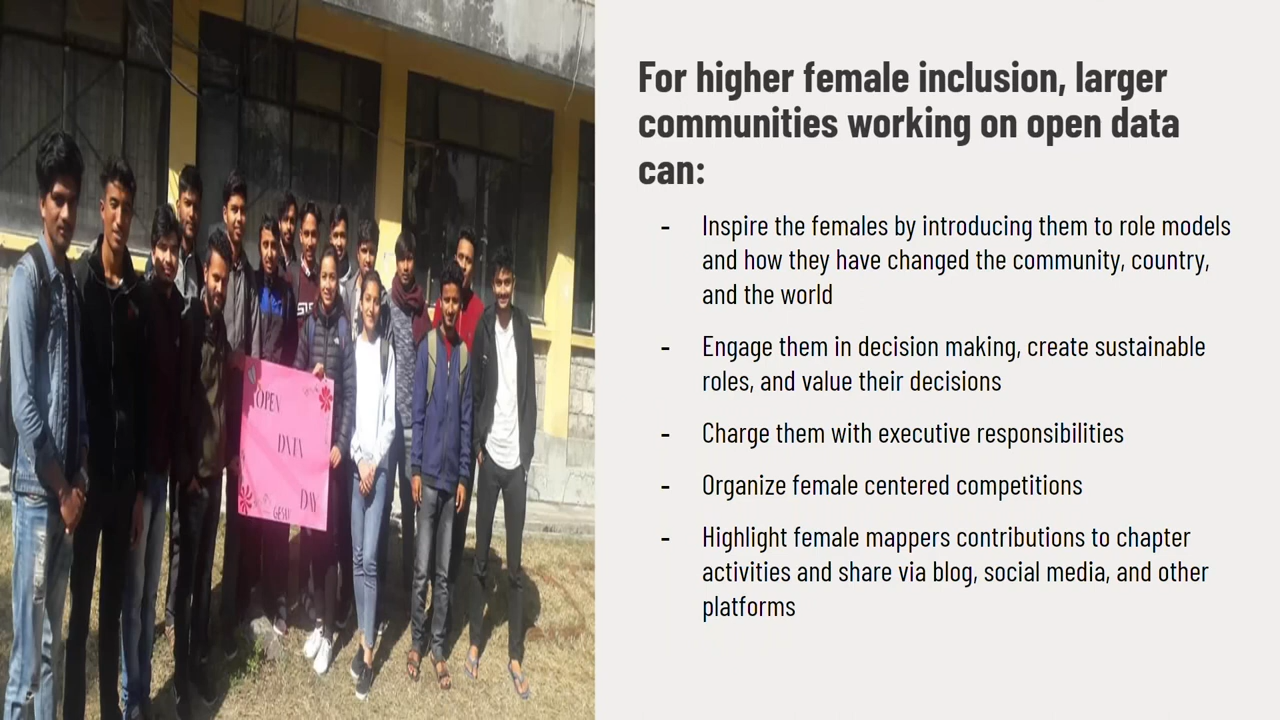 For higher female inclusion, larger
communities working on open data
can:
- Inspire the females by introducing them to role models
and how they have changed the community, country,
and the world
- Engage them in decision making, create sustainable
roles, and value their decisions
- Charge them with executive responsibilities
- Organize female centered competitions
- Highlight female mappers contributions to chapter
activities and share via blog, social media, and other
platforms
OPEN
DATA
DAY